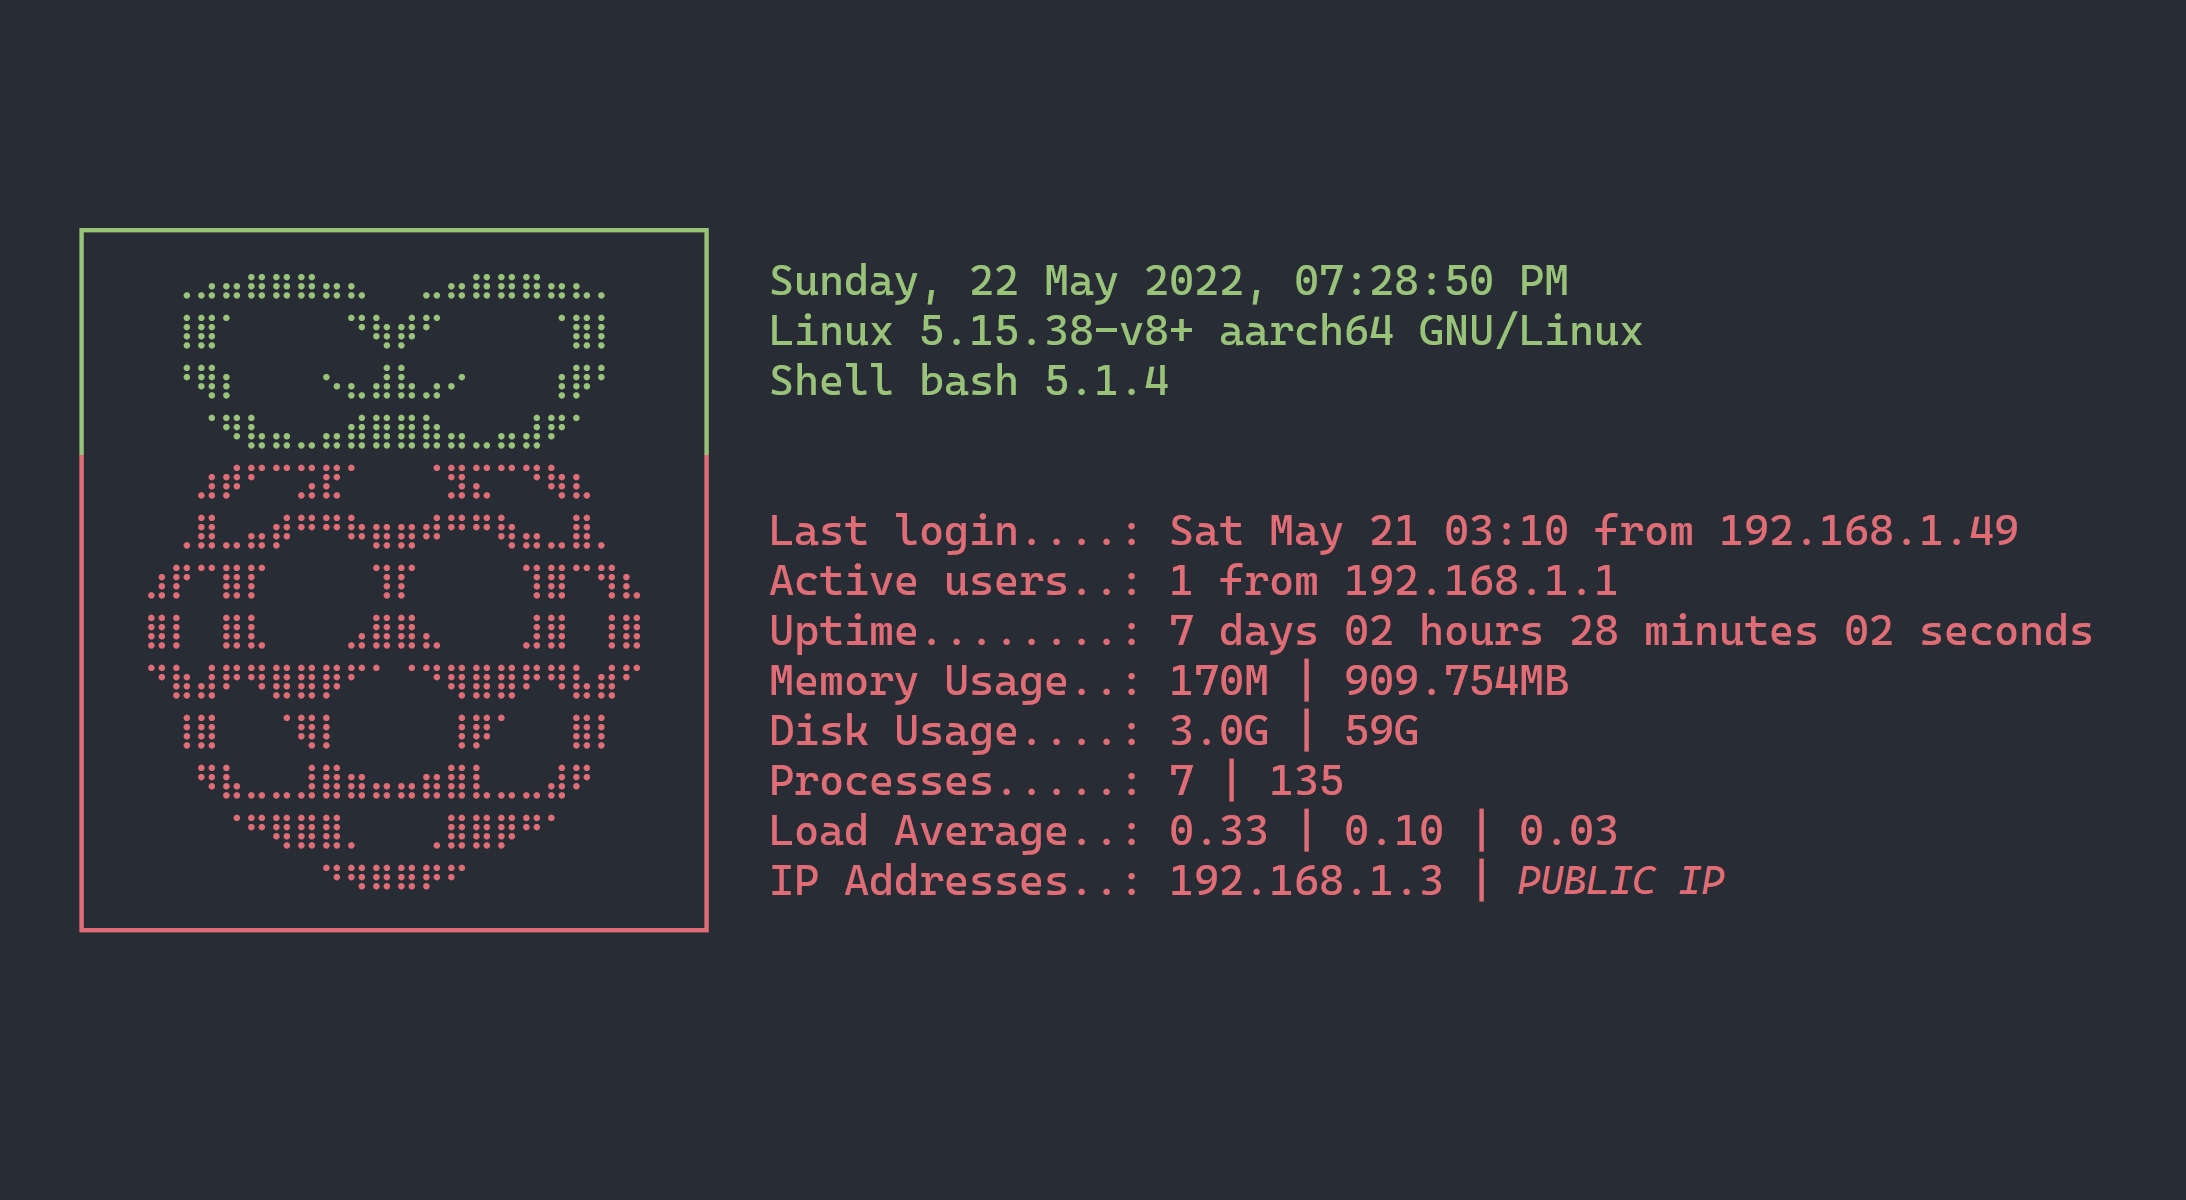 Sunday, 22 May 2022, 07:28:50 PM
Linux 5.15.38-v8+ aarch64 GNU/Linux
Shell bash 5.1.4
Last login....: Sat May 21 03:10 from 192.168.1.49
Active users..: 1 from 192.168.1.1
Uptime........: 7 days 02 hours 28 minutes 02 seconds
Memory Usage..: 170M | 909.754MB
Disk Usage....: 3.0G | 59G
Processes.....: 7 | 135
Load Average..: 0.33 | 0.10 | 0.03
IP Addresses..: 192.168.1.3 | PUBLIC IP